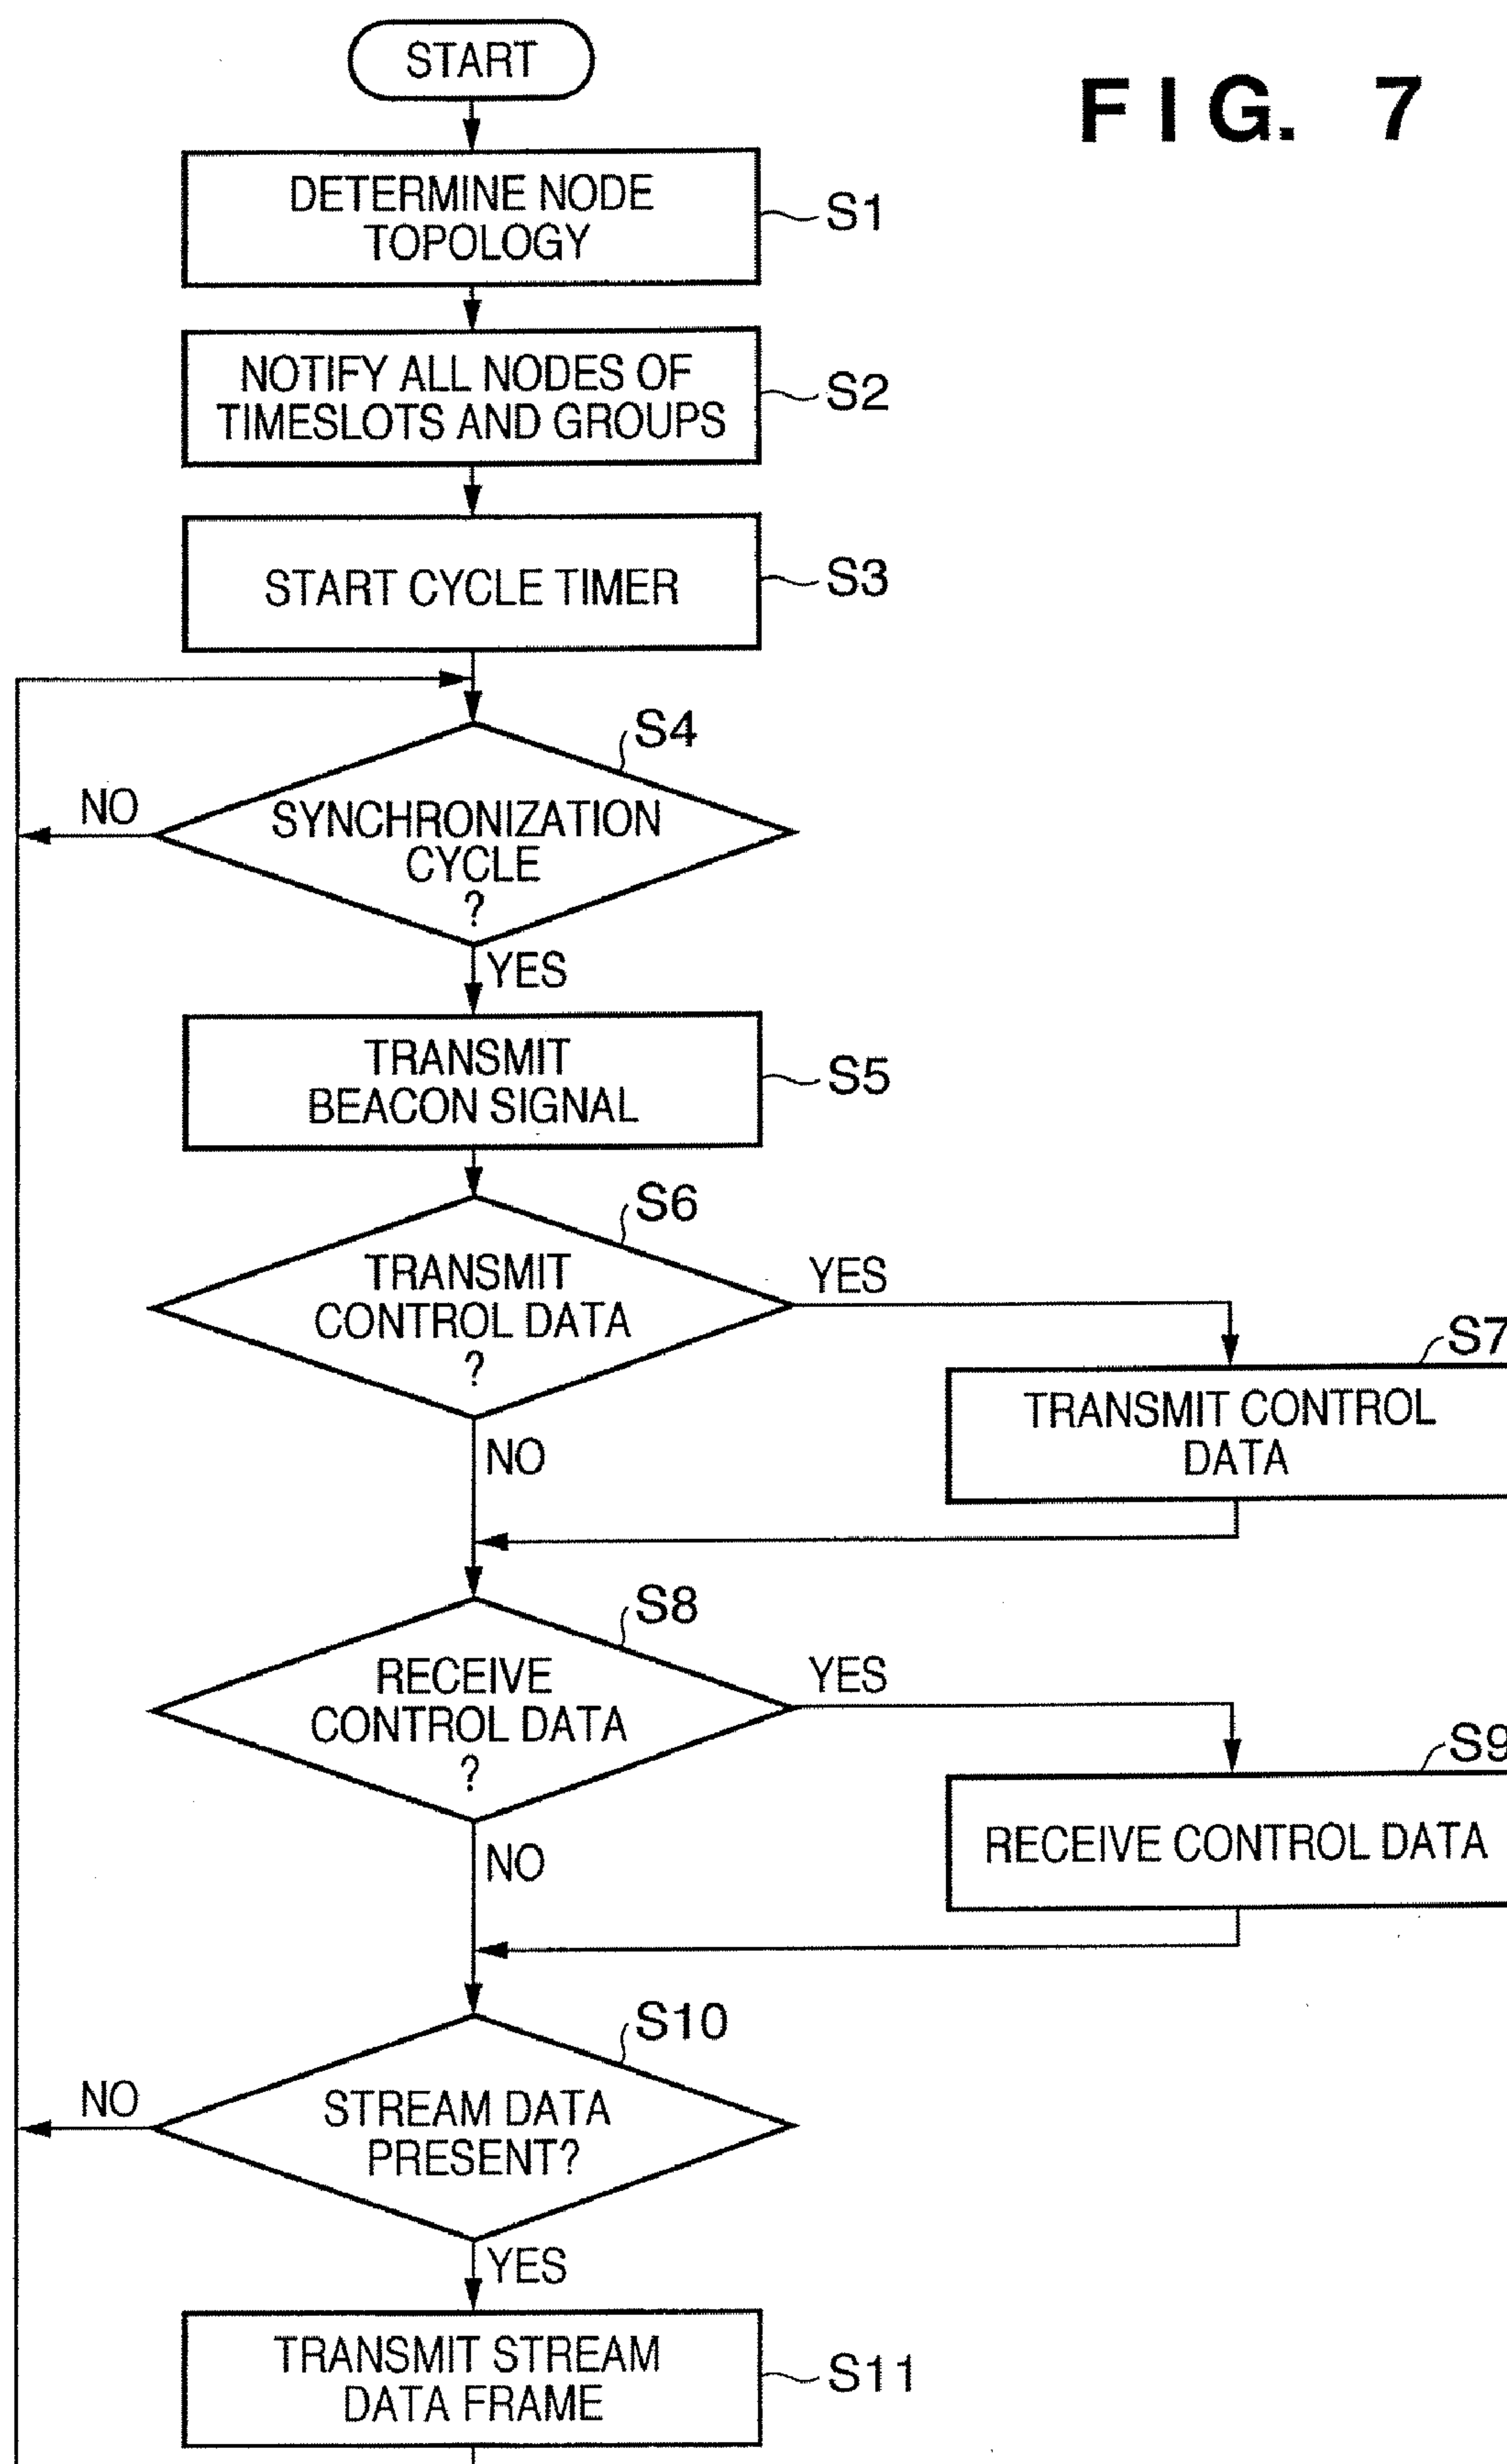 START
FIG. 7
DETERMINE NODE
TOPOLOGY
S1
NOTIFY ALL NODES OF
TIMESLOTS AND GROUPS
S2
START CYCLE TIMER
S3
S4
NO
SYNCHRONIZATION
CYCLE
?
YES
TRANSMIT
BEACON SIGNAL
S5
S6
TRANSMIT
CONTROL DATA
?
YES
NO
S7
TRANSMIT CONTROL
DATA
S8
RECEIVE
CONTROL DATA
?
YES
NO
S9
RECEIVE CONTROL DATA
S10
NO
STREAM DATA
PRESENT?
YES
TRANSMIT STREAM
DATA FRAME
S11